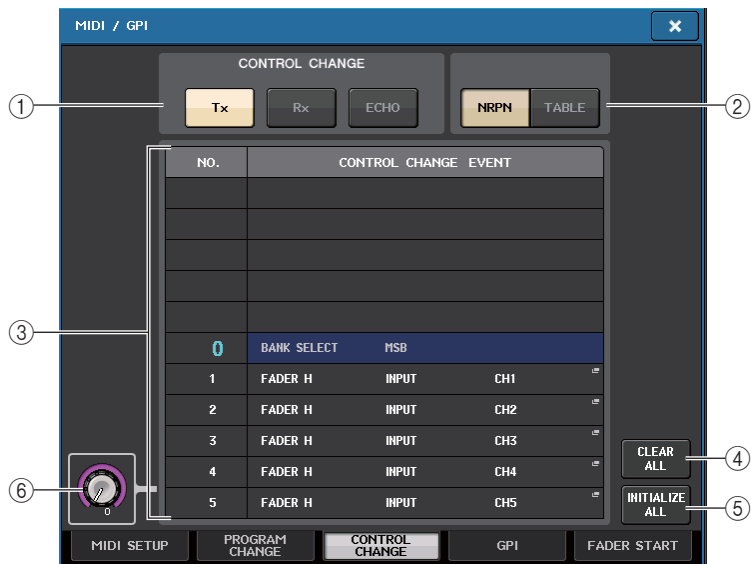 MIDI / GPI
×
CONTROL CHANGE
① Tx Rx ECHO NRPN TABLE ②
③
NO. CONTROL CHANGE EVENT
0 BANK SELECT MSB
1 FADER H INPUT CH1
2 FADER H INPUT CH2
3 FADER H INPUT CH3
4 FADER H INPUT CH4
5 FADER H INPUT CH5
CLEAR
ALL
④
INITIALIZE
ALL
⑤
⑥
0
MIDI SETUP
PROGRAM
CHANGE
CONTROL
CHANGE
GPI
FADER START